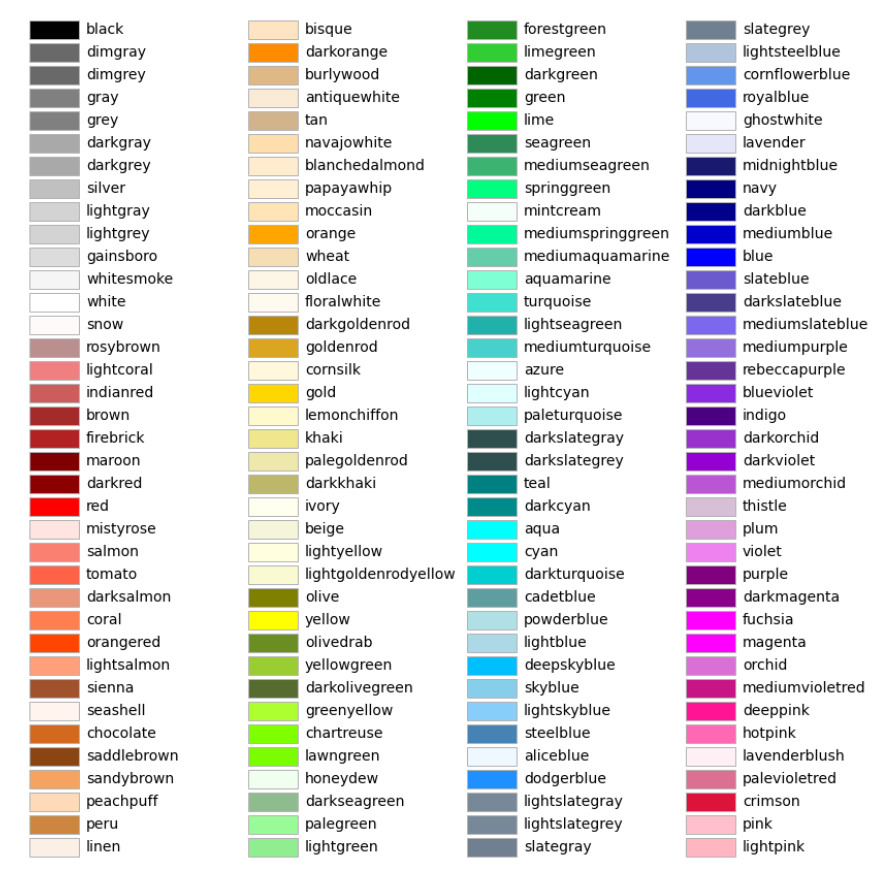 black
dimgray
dimgrey
gray
grey
darkgray
darkgrey
silver
lightgray
lightgrey
gainsboro
whitesmoke
white
snow
rosybrown
lightcoral
indianred
brown
firebrick
maroon
darkred
red
mistyrose
salmon
tomato
darksalmon
coral
orangered
lightsalmon
sienna
seashell
chocolate
saddlebrown
sandybrown
peachpuff
peru
linen
bisque
darkorange
burlywood
antiquewhite
tan
navajowhite
blanchedalmond
papayawhip
moccasin
orange
wheat
oldlace
floralwhite
darkgoldenrod
goldenrod
cornsilk
gold
lemonchiffon
khaki
palegoldenrod
darkkhaki
ivory
beige
lightyellow
lightgoldenrodyellow
olive
yellow
olivedrab
yellowgreen
darkolivegreen
greenyellow
chartreuse
lawngreen
honeydew
darkseagreen
palegreen
lightgreen
forestgreen
limegreen
darkgreen
green
lime
seagreen
mediumseagreen
springgreen
mintcream
mediumspringgreen
mediumaquamarine
aquamarine
turquoise
lightseagreen
mediumturquoise
azure
lightcyan
paleturquoise
darkslategray
darkslategrey
teal
darkcyan
aqua
cyan
darkturquoise
cadetblue
powderblue
lightblue
deepskyblue
skyblue
lightskyblue
steelblue
aliceblue
dodgerblue
lightslategray
lightslategrey
slategray
slategrey
lightsteelblue
cornflowerblue
royalblue
ghostwhite
lavender
midnightblue
navy
darkblue
mediumblue
blue
slateblue
darkslateblue
mediumslateblue
mediumpurple
rebeccapurple
blueviolet
indigo
darkorchid
darkviolet
mediumorchid
thistle
plum
violet
purple
darkmagenta
fuchsia
magenta
orchid
mediumvioletred
deeppink
hotpink
lavenderblush
palevioletred
crimson
pink
lightpink